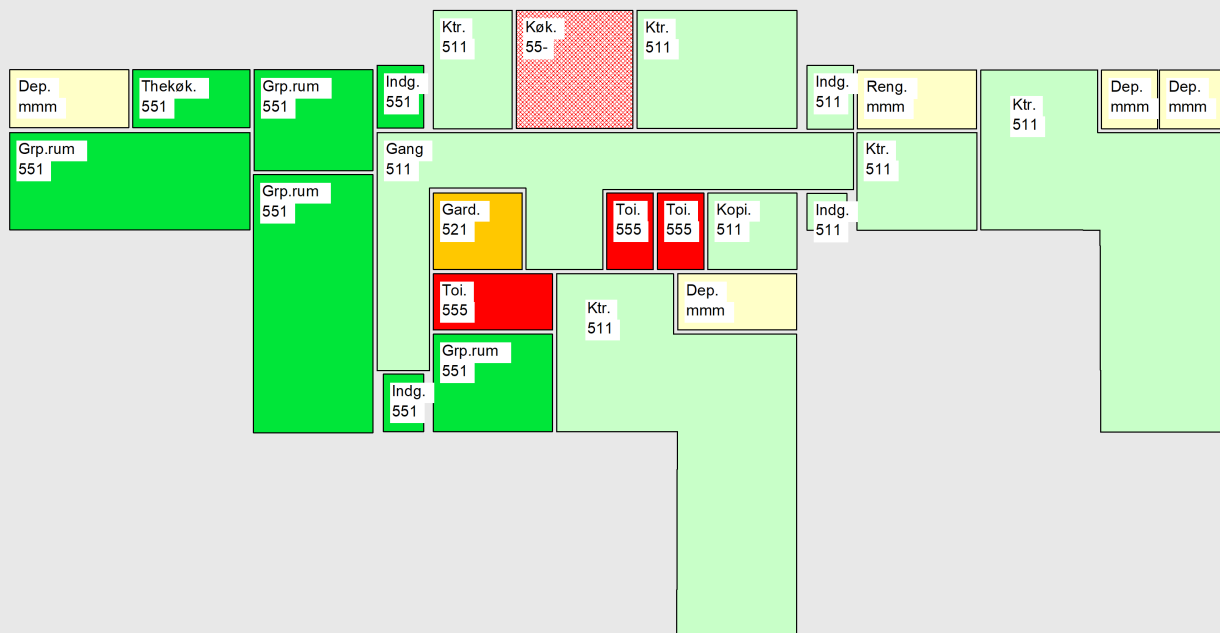 Ktr.
511
Køk.
55-
Ktr.
511
Dep.
mmm
Thekøk.
551
Grp.rum
551
Indg.
551
Indg.
511
Reng.
mmm
Ktr.
511
Dep.
mmm
Dep.
mmm
Grp.rum
551
Gang
511
Ktr.
511
Grp.rum
551
Gard.
521
Toi.
555
Toi.
555
Kopi.
511
Indg.
511
Toi.
555
Ktr.
511
Dep.
mmm
Grp.rum
551
Indg.
551